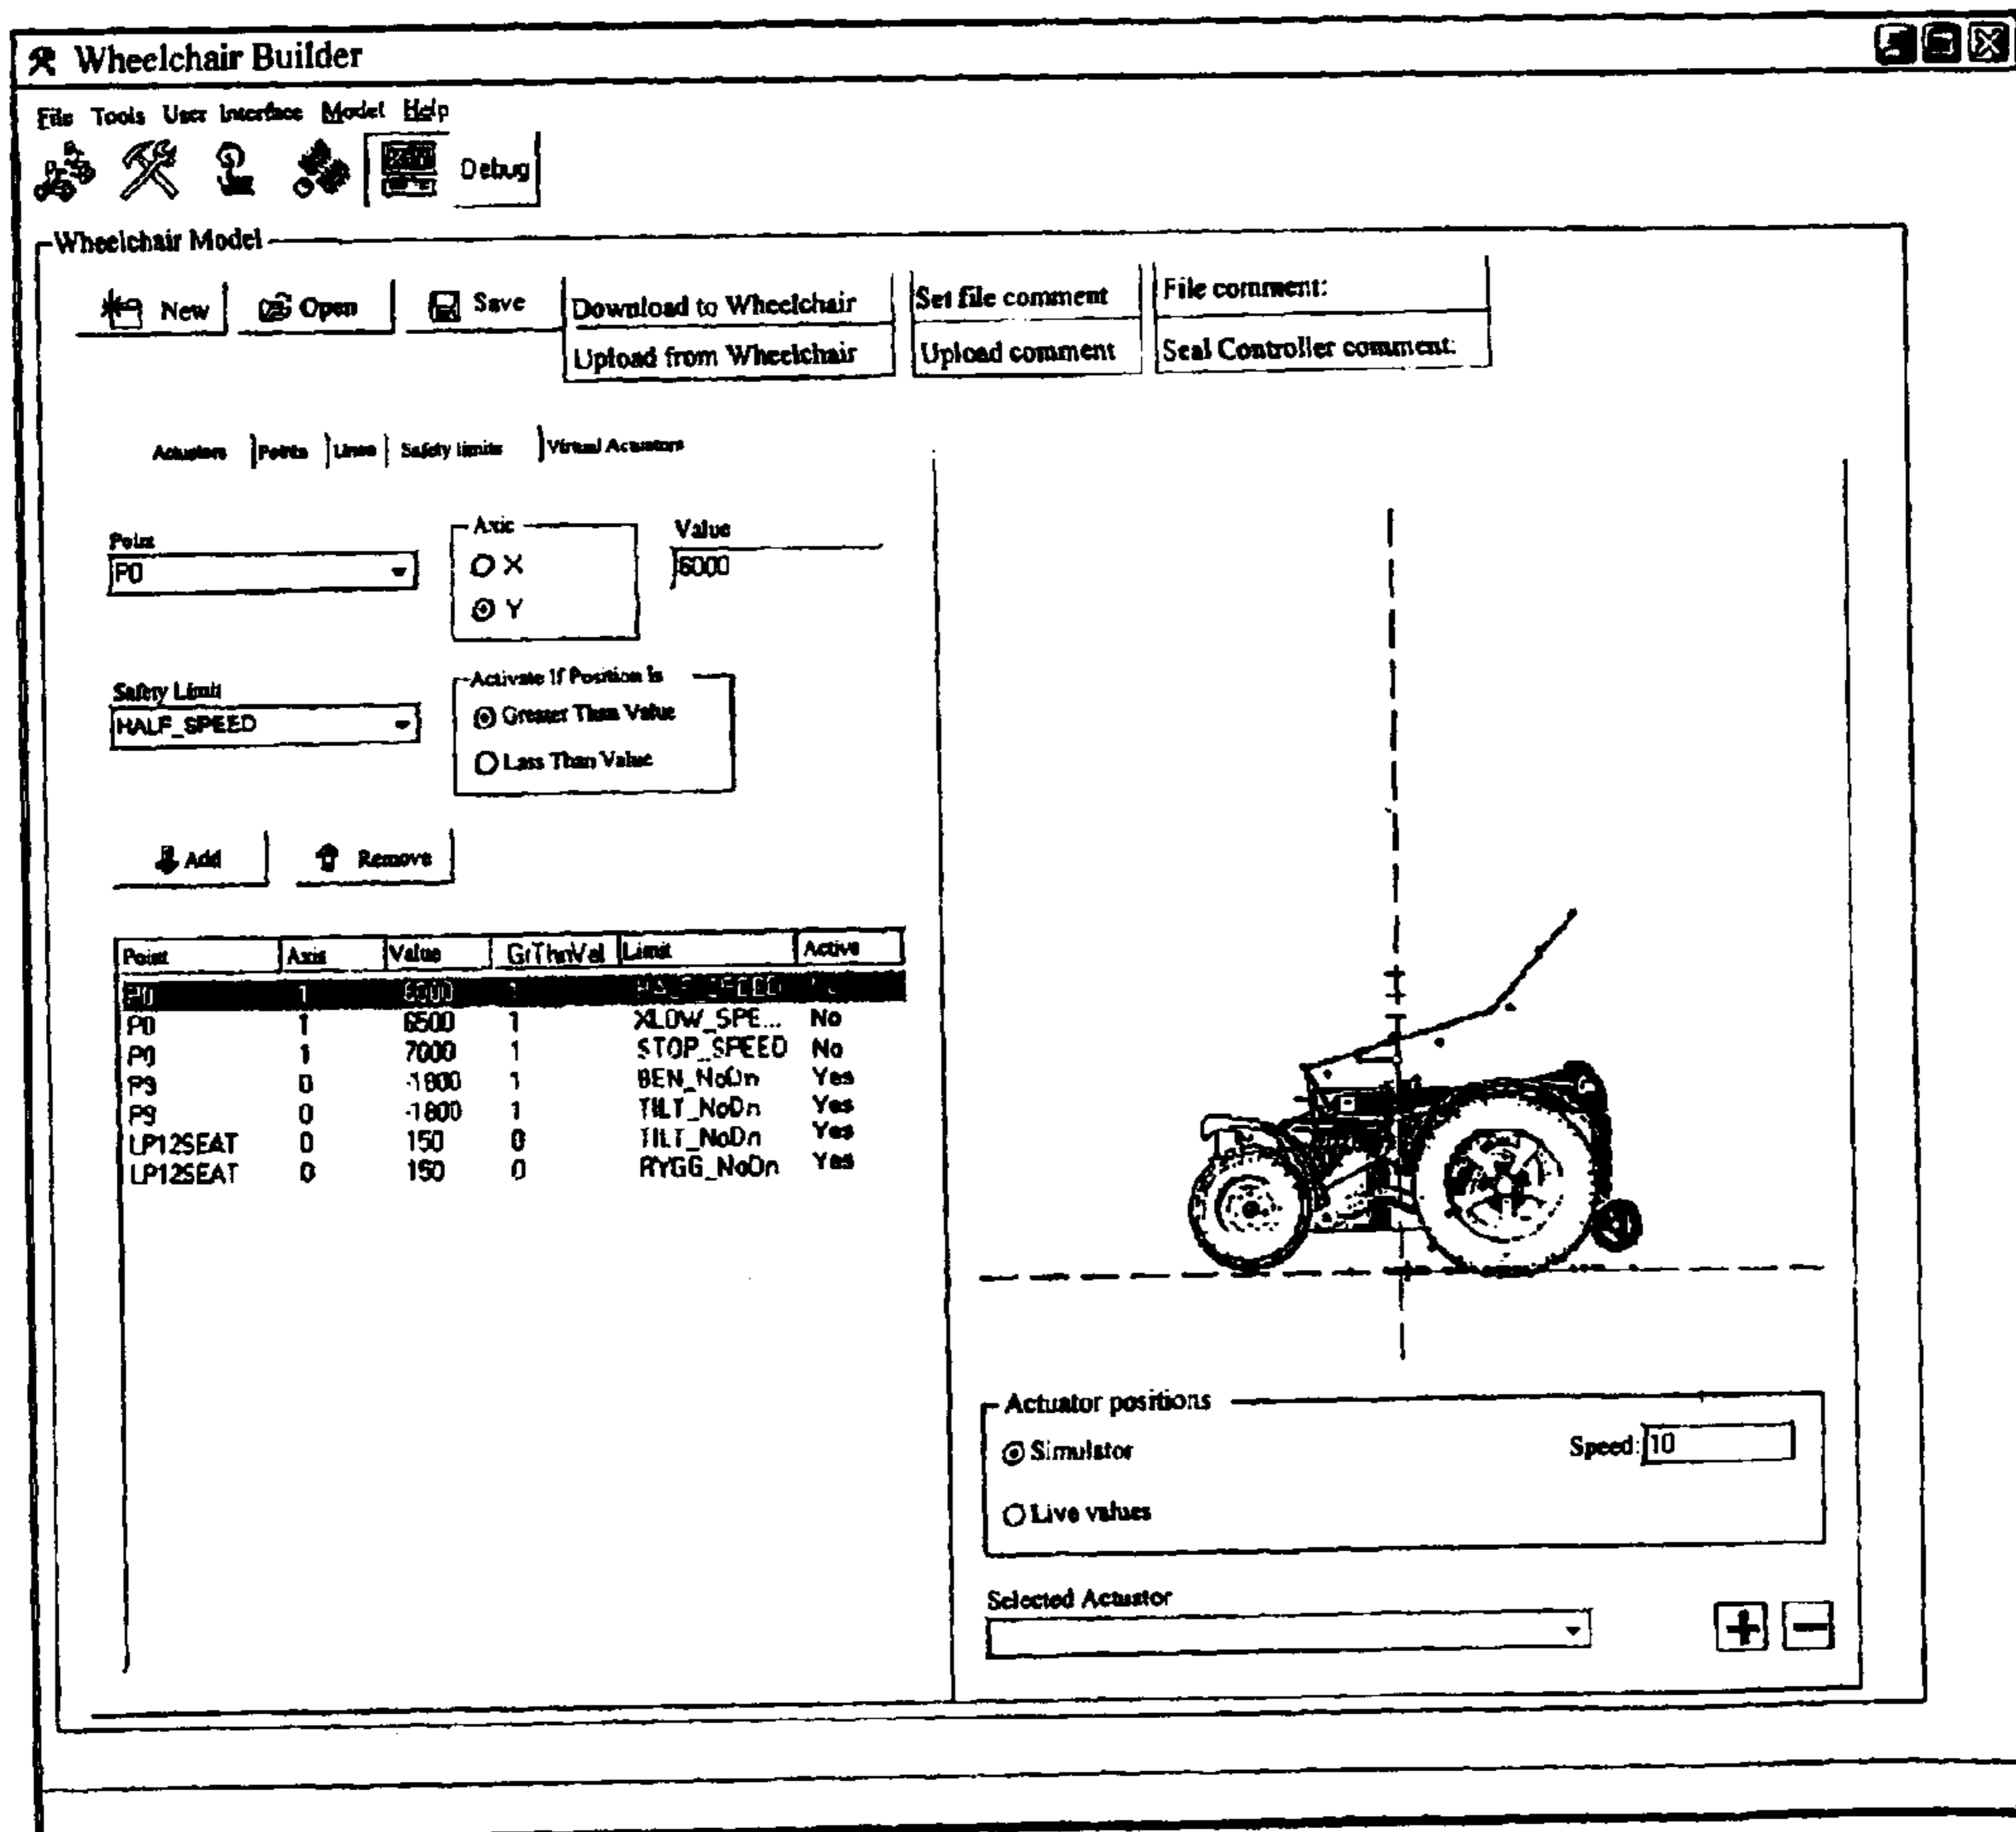 Wheelchair Builder
File Tools User Interface Model Help
Debug
Wheelchair Model
New Open Save Download to Wheelchair Set file comment File comment:
Upload from Wheelchair Upload comment Seal Controller comment:
Actuators Points Lines Safety limits Virtual Actuators
Point Axic Value
P0 X 6000
Y
Safety Limit Activate If Position Is
HALF_SPEED Greater Than Value
Lass Than Value
Add Remove
Point Axis Value GrThnVal Limit Active
P0 1 6000 1 HALF_SPEED
P0 1 6500 1 XLOW_SPE... No
P0 1 7000 1 STOP_SPEED No
P9 0 -1800 1 BEN_NoDn Yes
P9 0 -1800 1 TILT_NoDn Yes
LP12SEAT 0 150 0 TILT_NoDn Yes
LP12SEAT 0 150 0 RYGG_NoDn Yes
Actuator positions
Simulator Speed: 10
Live values
Selected Actuator